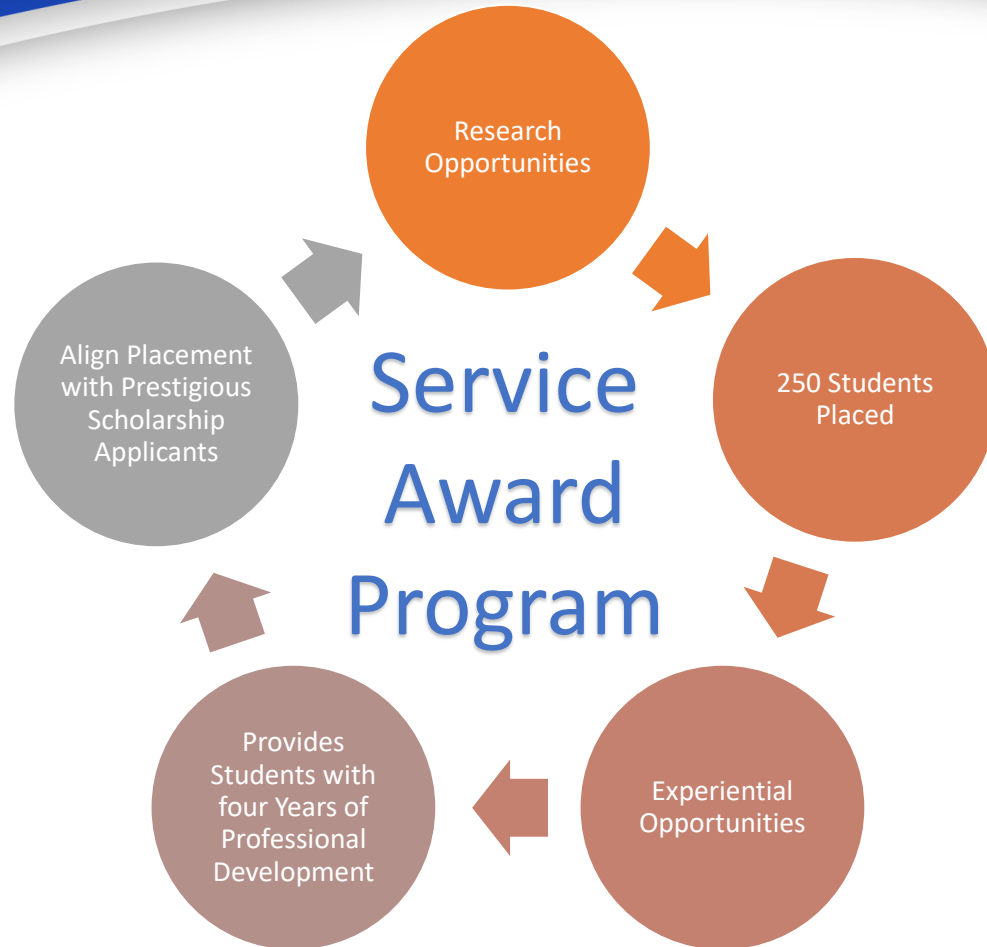 Research
Opportunities
250 Students
Placed
Experiential
Opportunities
Provides
Students with
four Years of
Professional
Development
Align Placement
with Prestigious
Scholarship
Applicants
Service
Award
Program